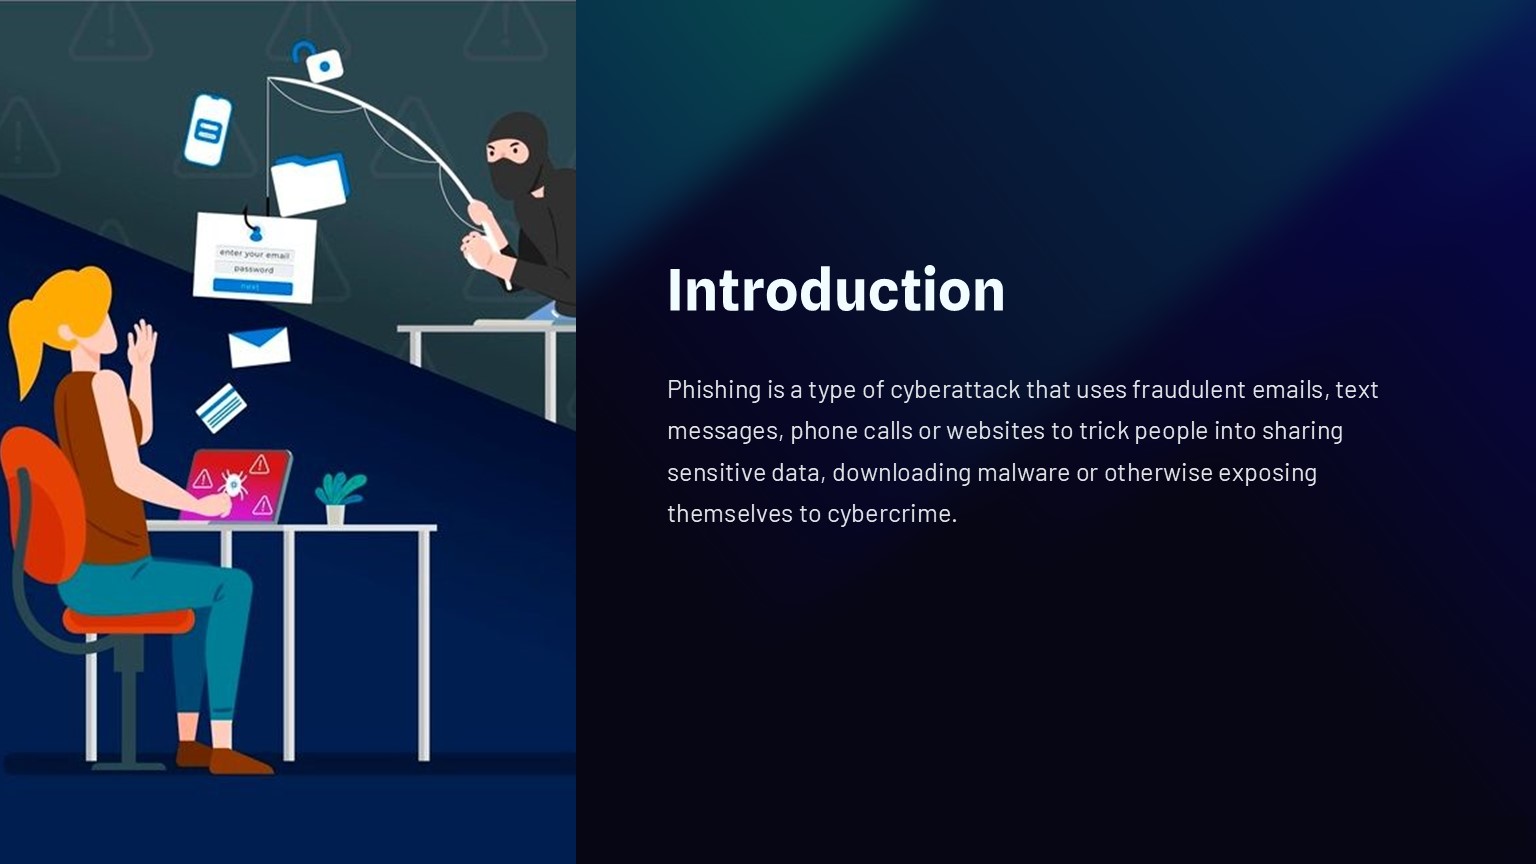 enter your email
password
next
Introduction
Phishing is a type of cyberattack that uses fraudulent emails, text
messages, phone calls or websites to trick people into sharing
sensitive data, downloading malware or otherwise exposing
themselves to cybercrime.